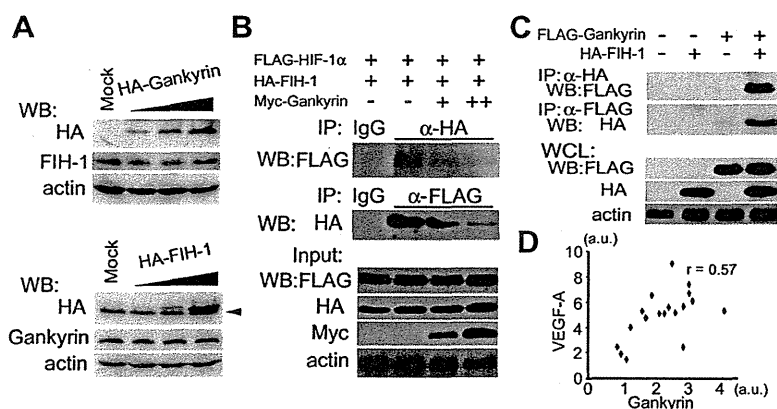 A
Mock
HA-Gankyrin
WB:
HA
FIH-1
actin
Mock
HA-FIH-1
WB:
HA
Gankyrin
actin
B
FLAG-HIF-1α + + + +
HA-FIH-1 + + + +
Myc-Gankyrin - - + ++
IP: IgG α-HA
WB:FLAG
IP: IgG α-FLAG
WB: HA
Input:
WB:FLAG
HA
Myc
actin
C
FLAG-Gankyrin - - + +
HA-FIH-1 - + - +
IP:α-HA
WB:FLAG
IP:α-FLAG
WB: HA
WCL:
WB:FLAG
HA
actin
D
(a.u.)
r = 0.57
VEGF-A
10
8
6
4
2
0
0 1 2 3 4 5
(a.u.)
Gankyrin